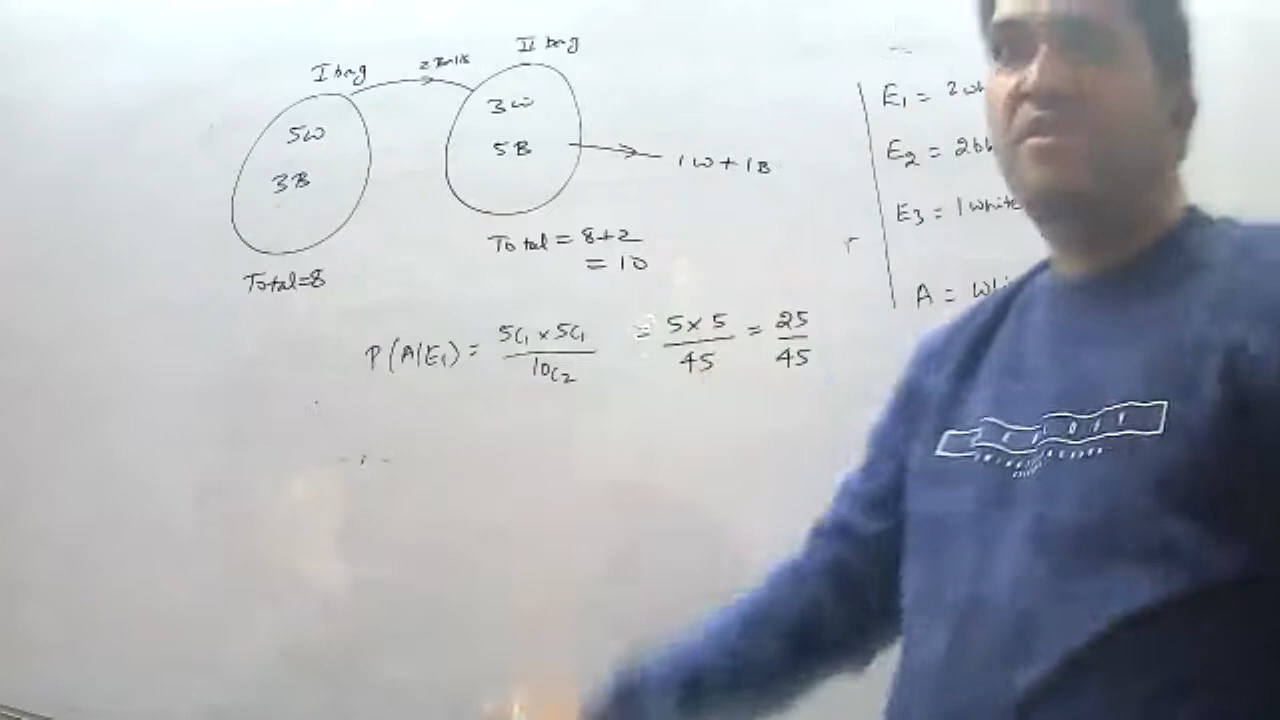 I bag
2 Balls
II bag
5W
3B
Total=8
3W
5B
1W + 1B
Total = 8+2
= 10
E₁ = 2 wh
E₂ = 2 bl
E₃ = 1 white
A = Whi
P(A|E₁) = 5C₁ × 5C₁ / 10C₂ = 5×5 / 45 = 25 / 45